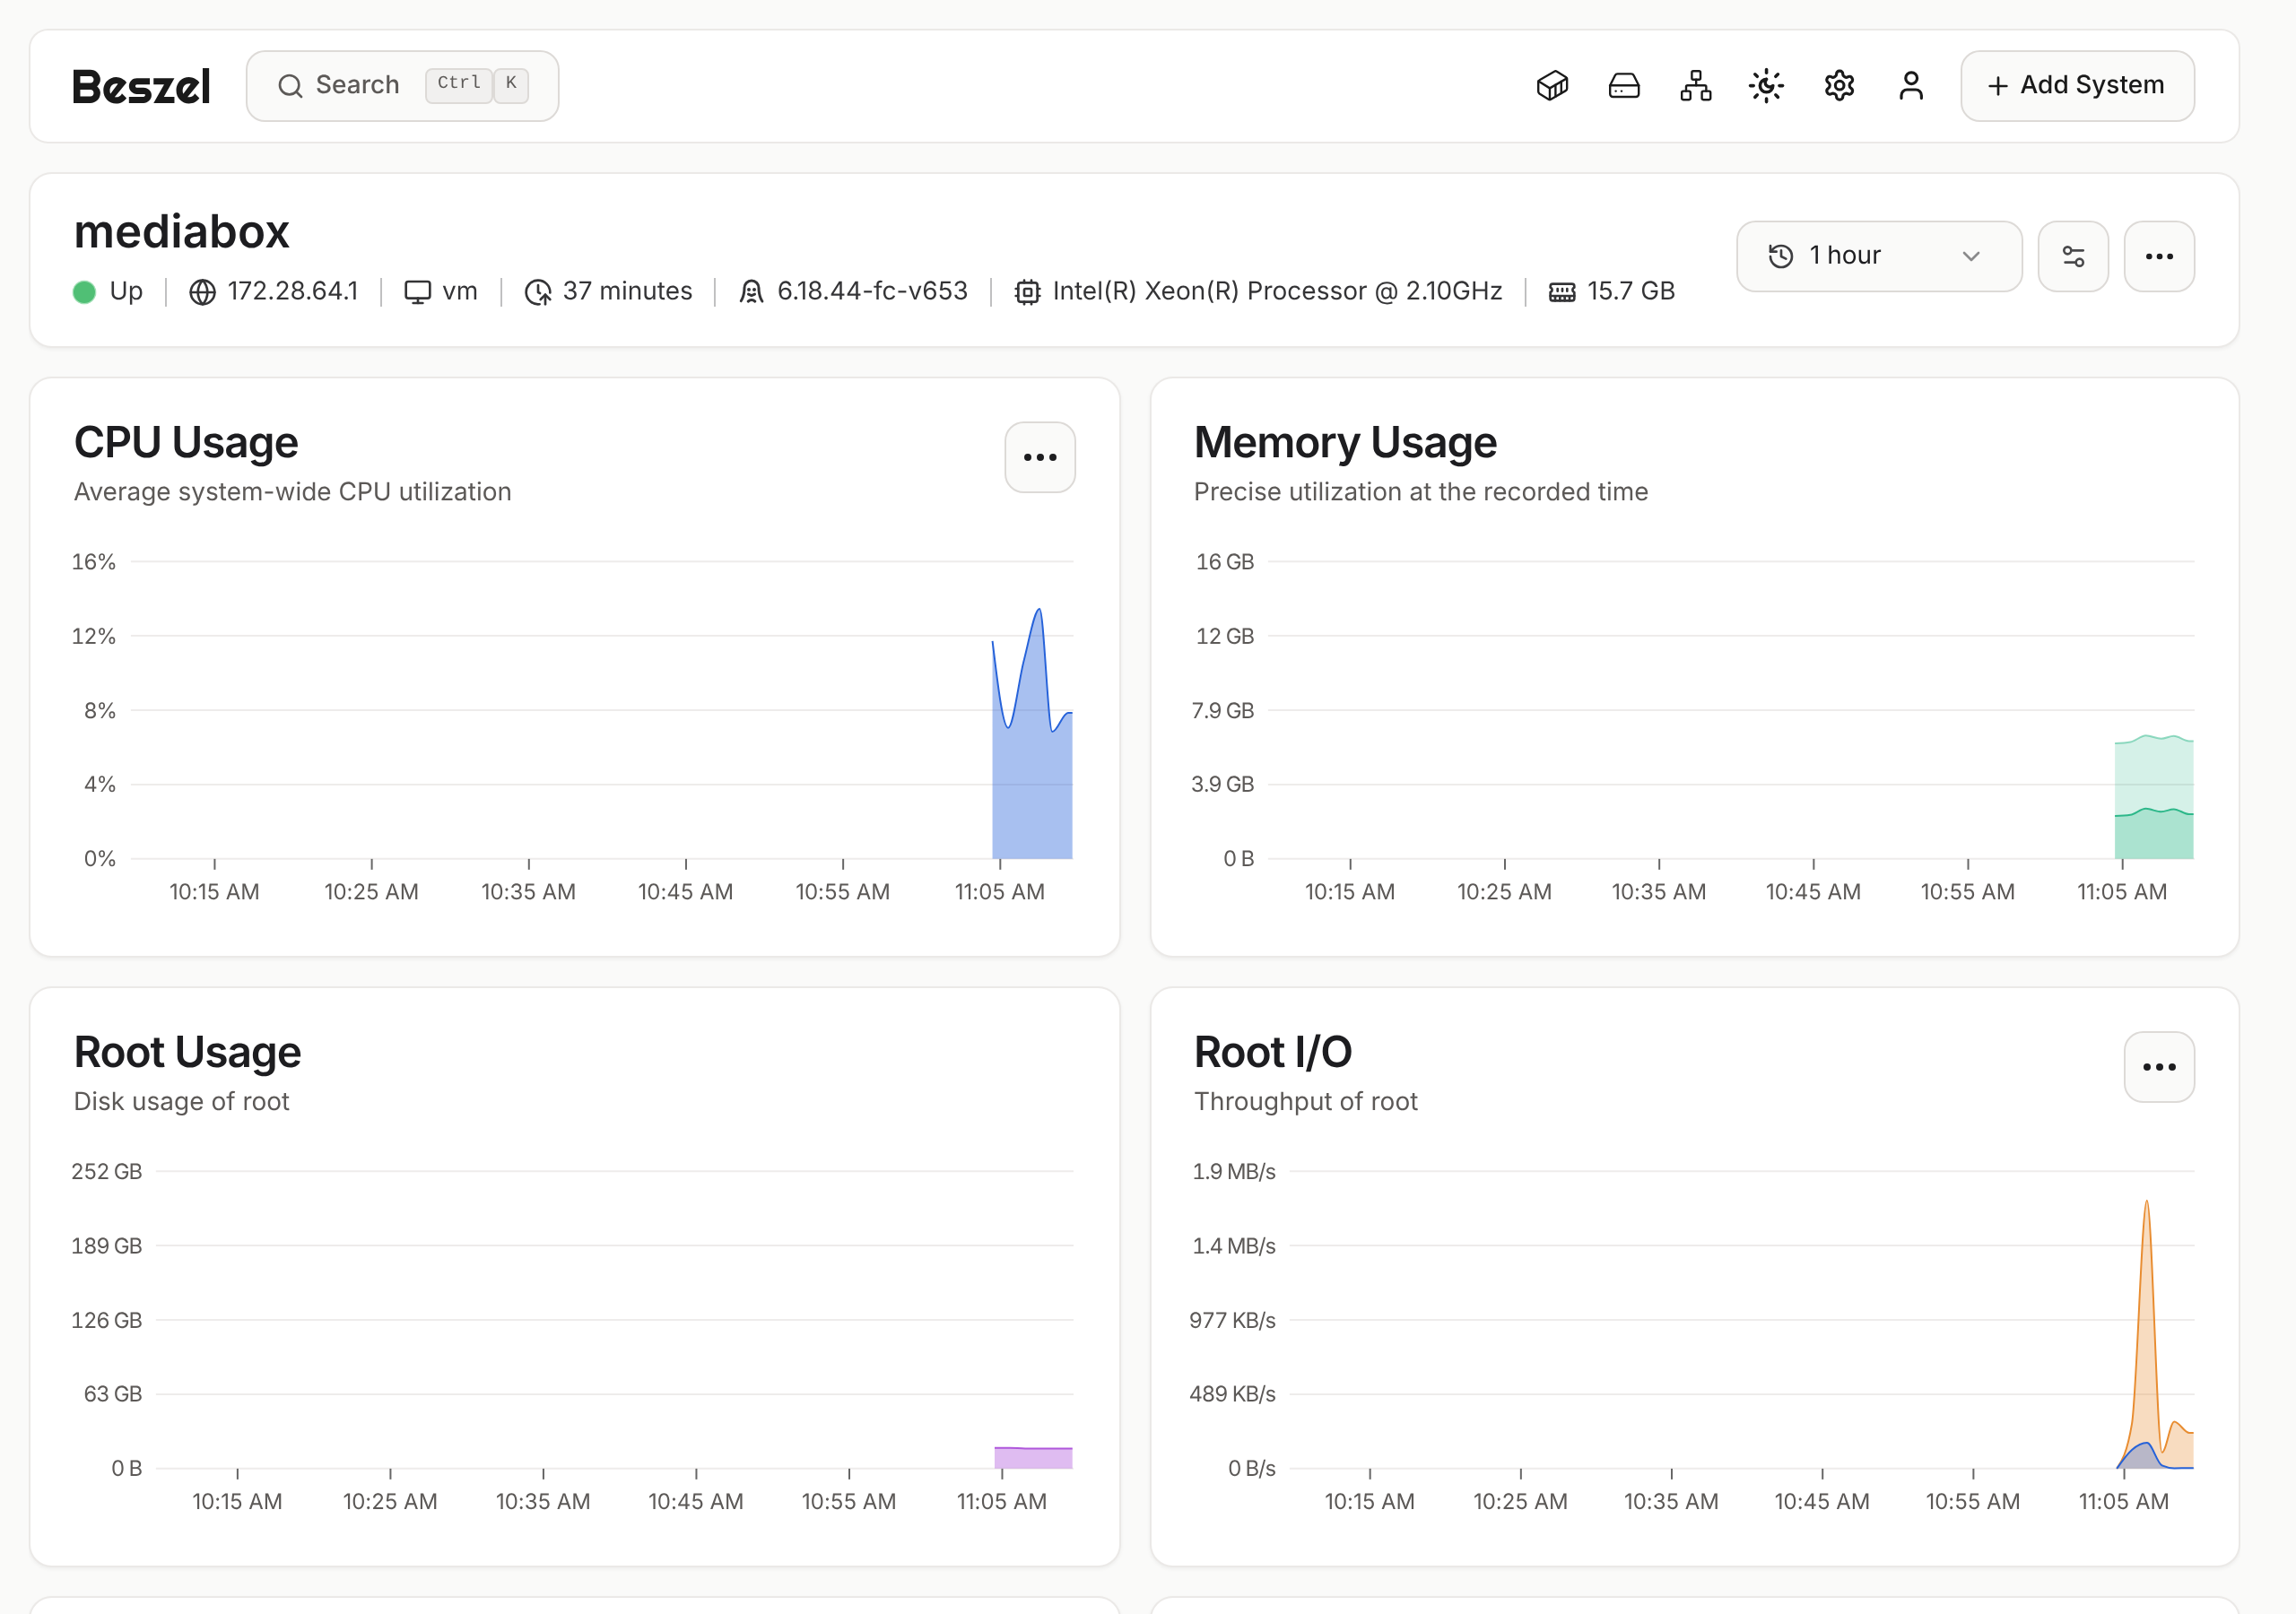 Beszel Search Ctrl K Add System
mediabox
Up 172.28.64.1 vm 37 minutes 6.18.44-fc-v653 Intel(R) Xeon(R) Processor @ 2.10GHz 15.7 GB
1 hour
CPU Usage
Average system-wide CPU utilization
16%
12%
8%
4%
0%
10:15 AM 10:25 AM 10:35 AM 10:45 AM 10:55 AM 11:05 AM
Memory Usage
Precise utilization at the recorded time
16 GB
12 GB
7.9 GB
3.9 GB
0 B
10:15 AM 10:25 AM 10:35 AM 10:45 AM 10:55 AM 11:05 AM
Root Usage
Disk usage of root
252 GB
189 GB
126 GB
63 GB
0 B
10:15 AM 10:25 AM 10:35 AM 10:45 AM 10:55 AM 11:05 AM
Root I/O
Throughput of root
1.9 MB/s
1.4 MB/s
977 KB/s
489 KB/s
0 B/s
10:15 AM 10:25 AM 10:35 AM 10:45 AM 10:55 AM 11:05 AM